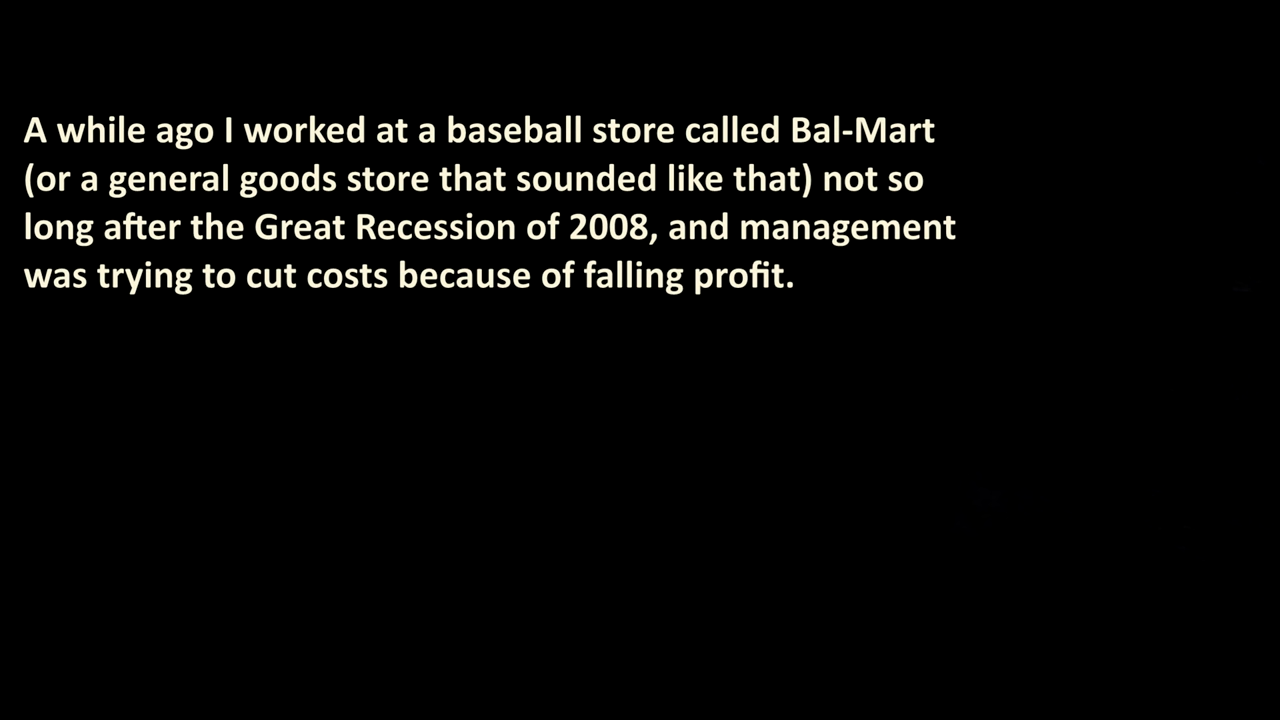 A while ago I worked at a baseball store called Bal-Mart
(or a general goods store that sounded like that) not so
long after the Great Recession of 2008, and management
was trying to cut costs because of falling profit.